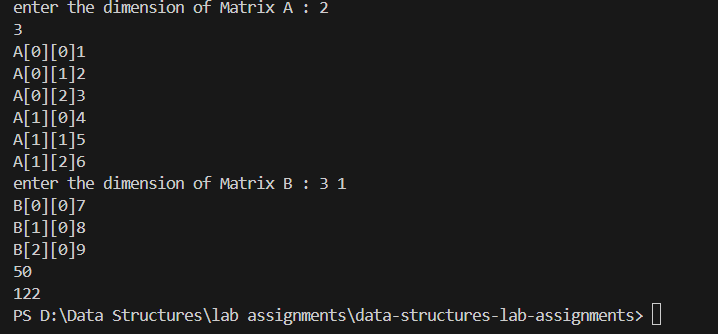 enter the dimension of Matrix A : 2
3
A[0][0]1
A[0][1]2
A[0][2]3
A[1][0]4
A[1][1]5
A[1][2]6
enter the dimension of Matrix B : 3 1
B[0][0]7
B[1][0]8
B[2][0]9
50
122
PS D:\Data Structures\lab assignments\data-structures-lab-assignments>